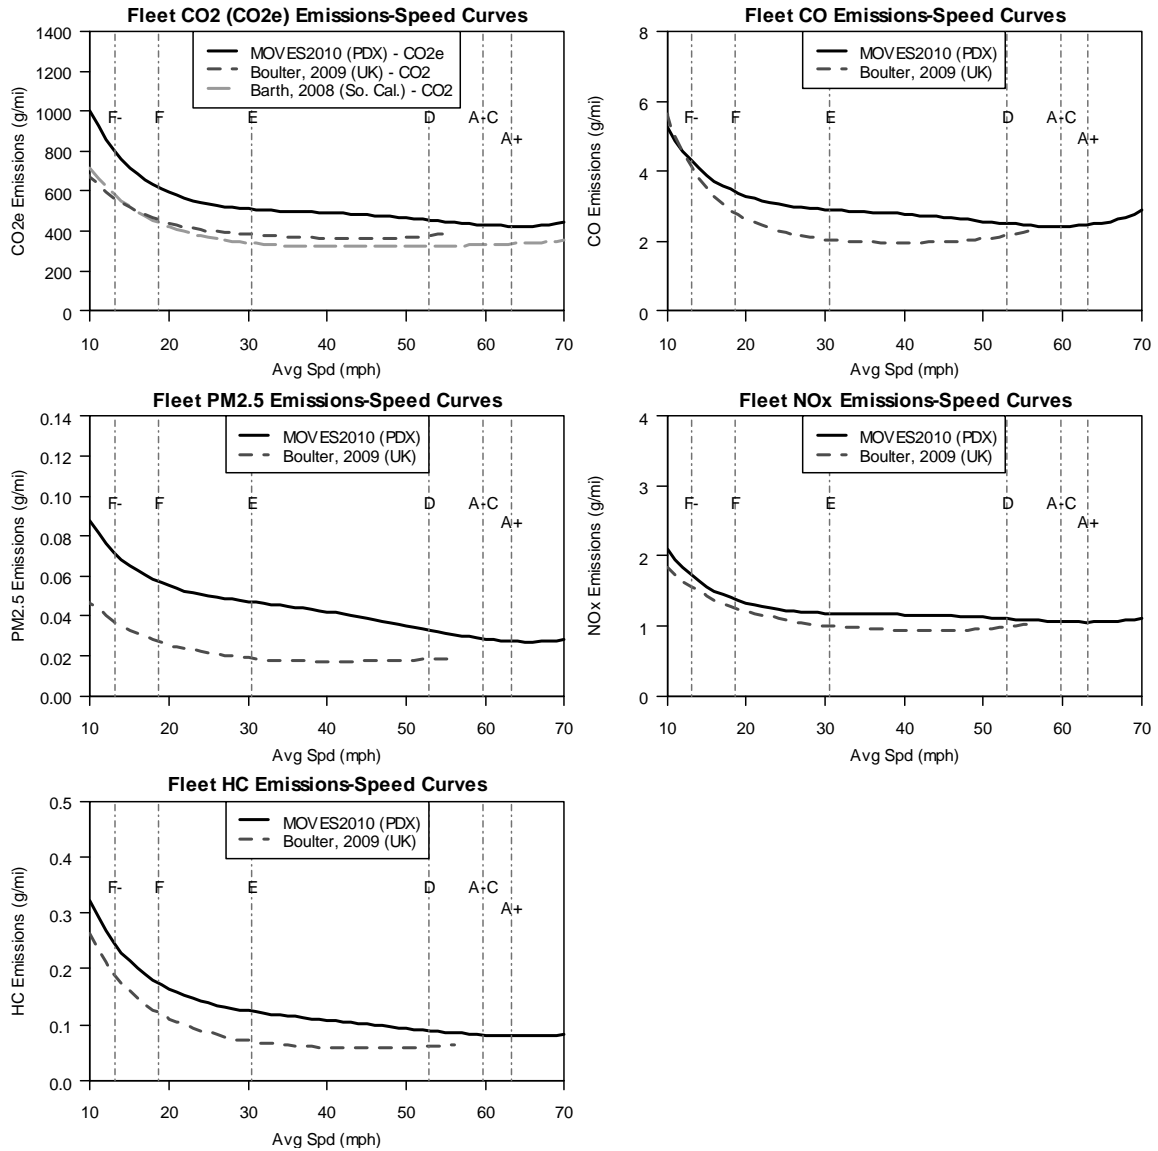 Fleet CO2 (CO2e) Emissions-Speed Curves
CO2e Emissions (g/mi)
1400
1200
1000
800
600
400
200
0
MOVES2010 (PDX) - CO2e
Boulter, 2009 (UK) - CO2
Barth, 2008 (So. Cal.) - CO2
F- F E D A-C
A+
10 20 30 40 50 60 70
Avg Spd (mph)
Fleet CO Emissions-Speed Curves
CO Emissions (g/mi)
8
6
4
2
0
MOVES2010 (PDX)
Boulter, 2009 (UK)
F- F E D A-C
A+
10 20 30 40 50 60 70
Avg Spd (mph)
Fleet PM2.5 Emissions-Speed Curves
PM2.5 Emissions (g/mi)
0.14
0.12
0.10
0.08
0.06
0.04
0.02
0.00
MOVES2010 (PDX)
Boulter, 2009 (UK)
F- F E D A-C
A+
10 20 30 40 50 60 70
Avg Spd (mph)
Fleet NOx Emissions-Speed Curves
NOx Emissions (g/mi)
4
3
2
1
0
MOVES2010 (PDX)
Boulter, 2009 (UK)
F- F E D A-C
A+
10 20 30 40 50 60 70
Avg Spd (mph)
Fleet HC Emissions-Speed Curves
HC Emissions (g/mi)
0.5
0.4
0.3
0.2
0.1
0.0
MOVES2010 (PDX)
Boulter, 2009 (UK)
F- F E D A-C
A+
10 20 30 40 50 60 70
Avg Spd (mph)